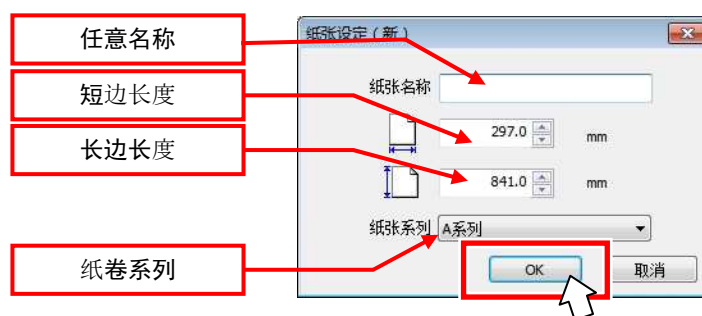 任意名称
短边长度
长边长度
纸卷系列
纸张设定（新）
纸张名称
297.0 mm
841.0 mm
纸张系列 A系列
OK 取消